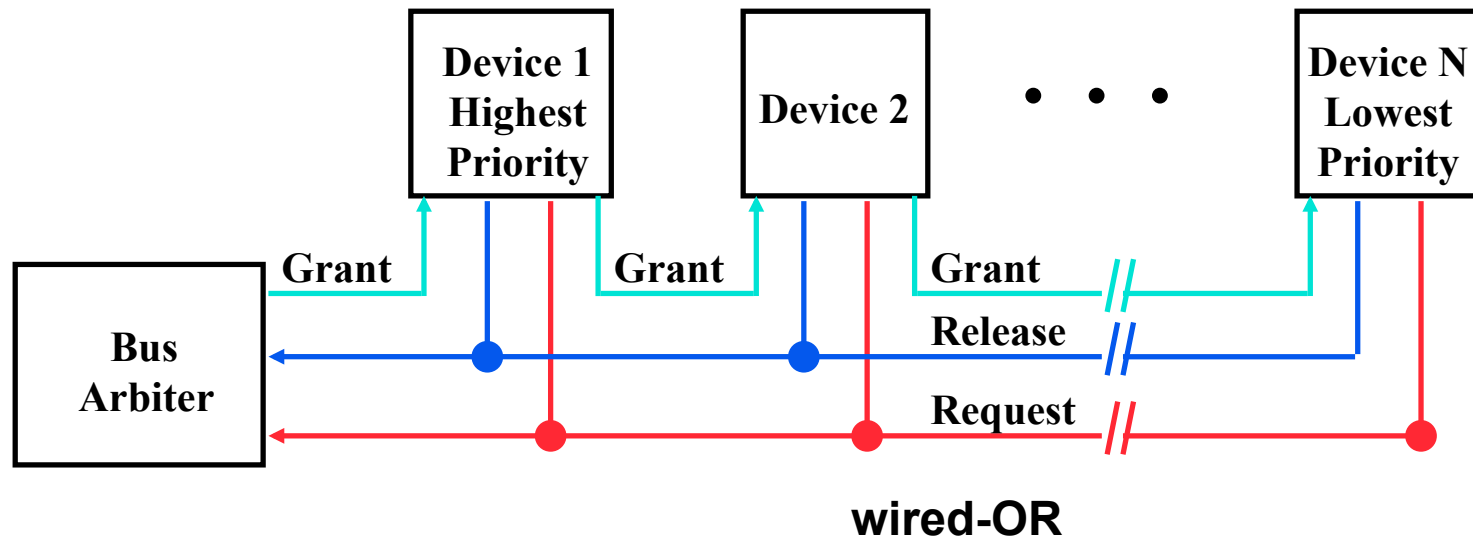 Device 1
Highest
Priority
Device 2
• • •
Device N
Lowest
Priority
Grant
Grant
Grant
Bus
Arbiter
Release
Request
wired-OR